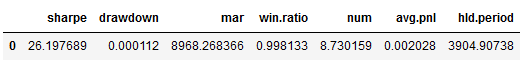 sharpe drawdown mar win.ratio num avg.pnl hld.period
0 26.197689 0.000112 8968.268366 0.998133 8.730159 0.002028 3904.90738